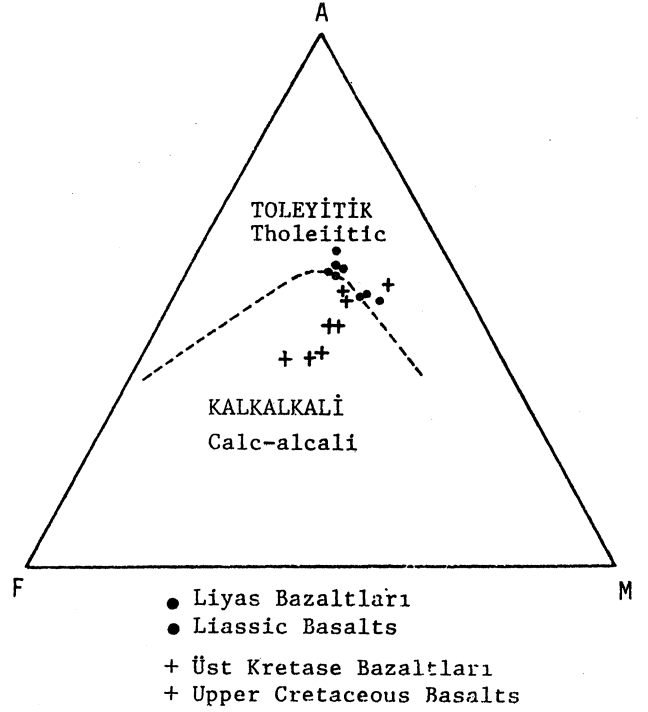 A
TOLEYİTİK
Tholeiitic
KALKALKALİ
Calc-alcali
F
M
● Liyas Bazaltları
● Liassic Basalts
+ Üst Kretase Bazaltları
+ Upper Cretaceous Basalts